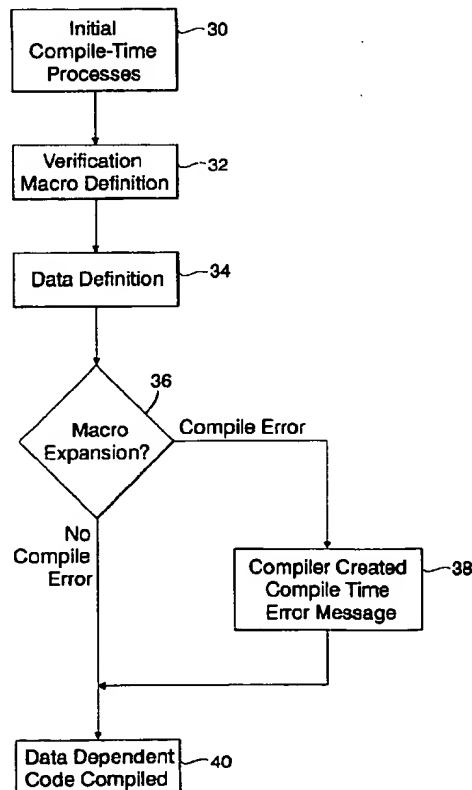 Initial
Compile-Time
Processes
30
Verification
Macro Definition
32
Data Definition
34
36
Macro
Expansion?
Compile Error
No
Compile
Error
Compiler Created
Compile Time
Error Message
38
Data Dependent
Code Compiled
40